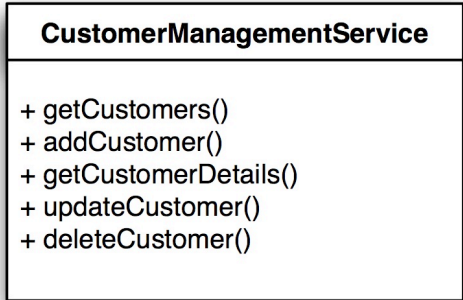 CustomerManagementService
+ getCustomers()
+ addCustomer()
+ getCustomerDetails()
+ updateCustomer()
+ deleteCustomer()